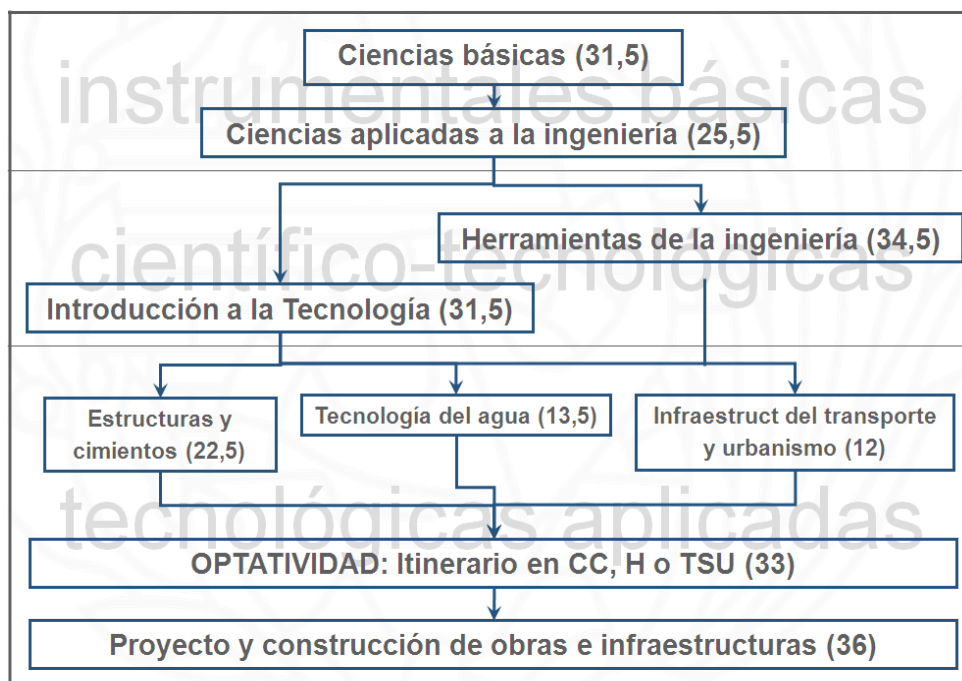 Ciencias básicas (31,5)
instrumentales básicas
Ciencias aplicadas a la ingeniería (25,5)
Herramientas de la ingeniería (34,5)
científico-tecnológicas
Introducción a la Tecnología (31,5)
Estructuras y
cimientos (22,5)
Tecnología del agua (13,5)
Infraestruct del transporte
y urbanismo (12)
tecnológicas aplicadas
OPTATIVIDAD: Itinerario en CC, H o TSU (33)
Proyecto y construcción de obras e infraestructuras (36)